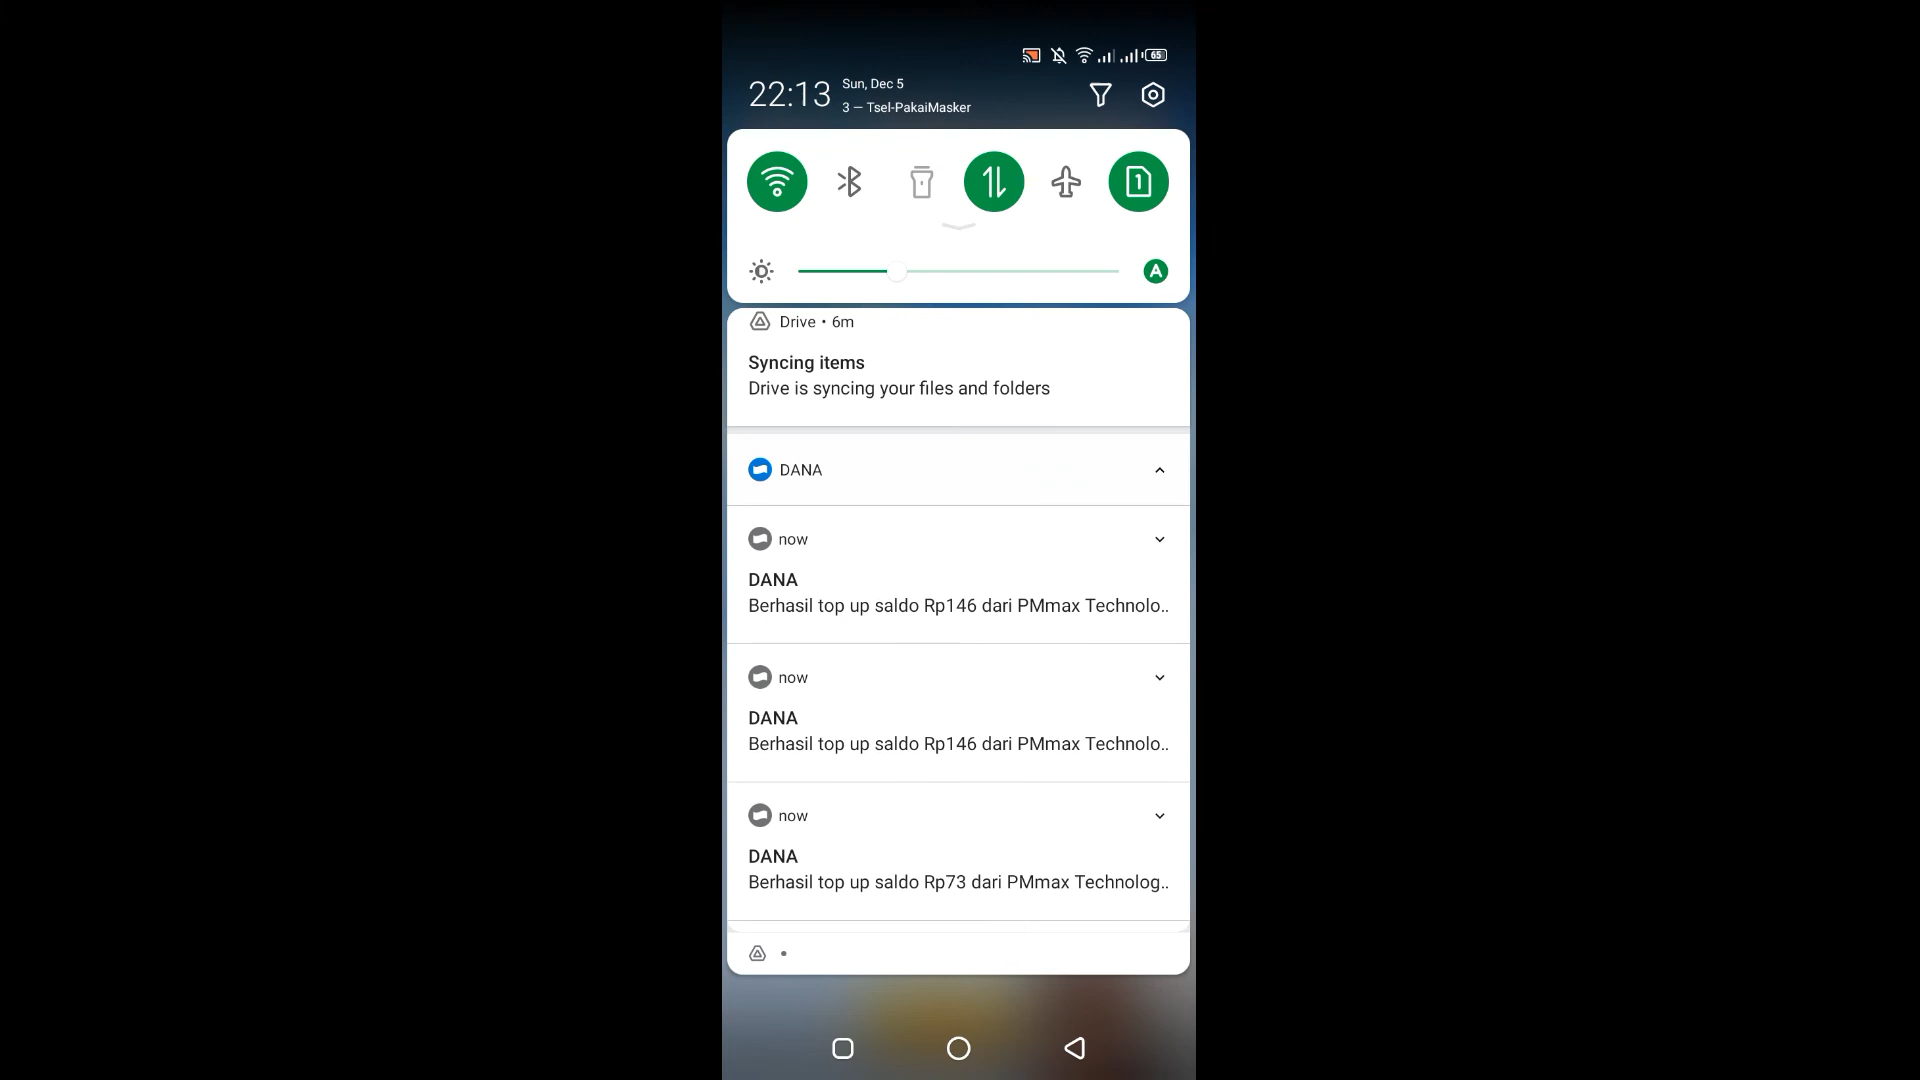 65
22:13
Sun, Dec 5
3 — Tsel-PakaiMasker
1
A
Drive • 6m
Syncing items
Drive is syncing your files and folders
DANA
now
DANA
Berhasil top up saldo Rp146 dari PMmax Technolo..
now
DANA
Berhasil top up saldo Rp146 dari PMmax Technolo..
now
DANA
Berhasil top up saldo Rp73 dari PMmax Technolog..